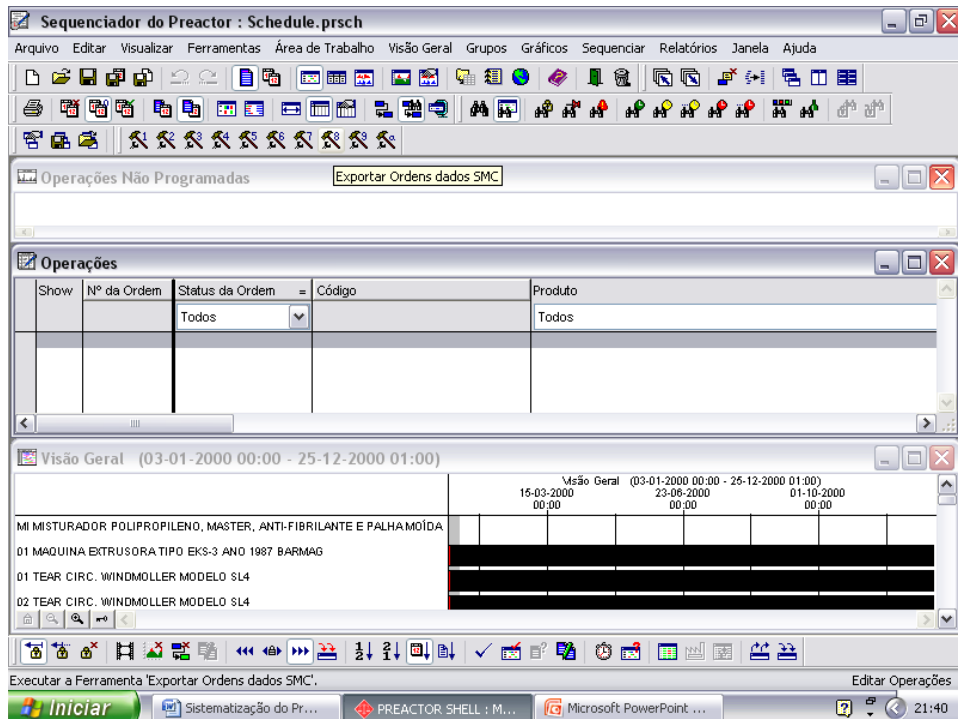 Sequenciador do Preactor : Schedule.prsch
Arquivo Editar Visualizar Ferramentas Área de Trabalho Visão Geral Grupos Gráficos Sequenciar Relatórios Janela Ajuda
Operações Não Programadas
Exportar Ordens dados SMC
Operações
Show Nº da Ordem Status da Ordem = Código Produto
Todos Todos
Visão Geral (03-01-2000 00:00 - 25-12-2000 01:00)
Visão Geral (03-01-2000 00:00 - 25-12-2000 01:00)
15-03-2000 23-06-2000 01-10-2000
00:00 00:00 00:00
MI MISTURADOR POLIPROPILENO, MASTER, ANTI-FIBRILANTE E PALHA MOÍDA
01 MAQUINA EXTRUSORA TIPO EKS-3 ANO 1987 BARMAG
01 TEAR CIRC. WINDMOLLER MODELO SL4
02 TEAR CIRC. WINDMOLLER MODELO SL4
Executar a Ferramenta 'Exportar Ordens dados SMC'. Editar Operações
Iniciar Sistematização do Pr... PREACTOR SHELL : M... Microsoft PowerPoint ... 21:40